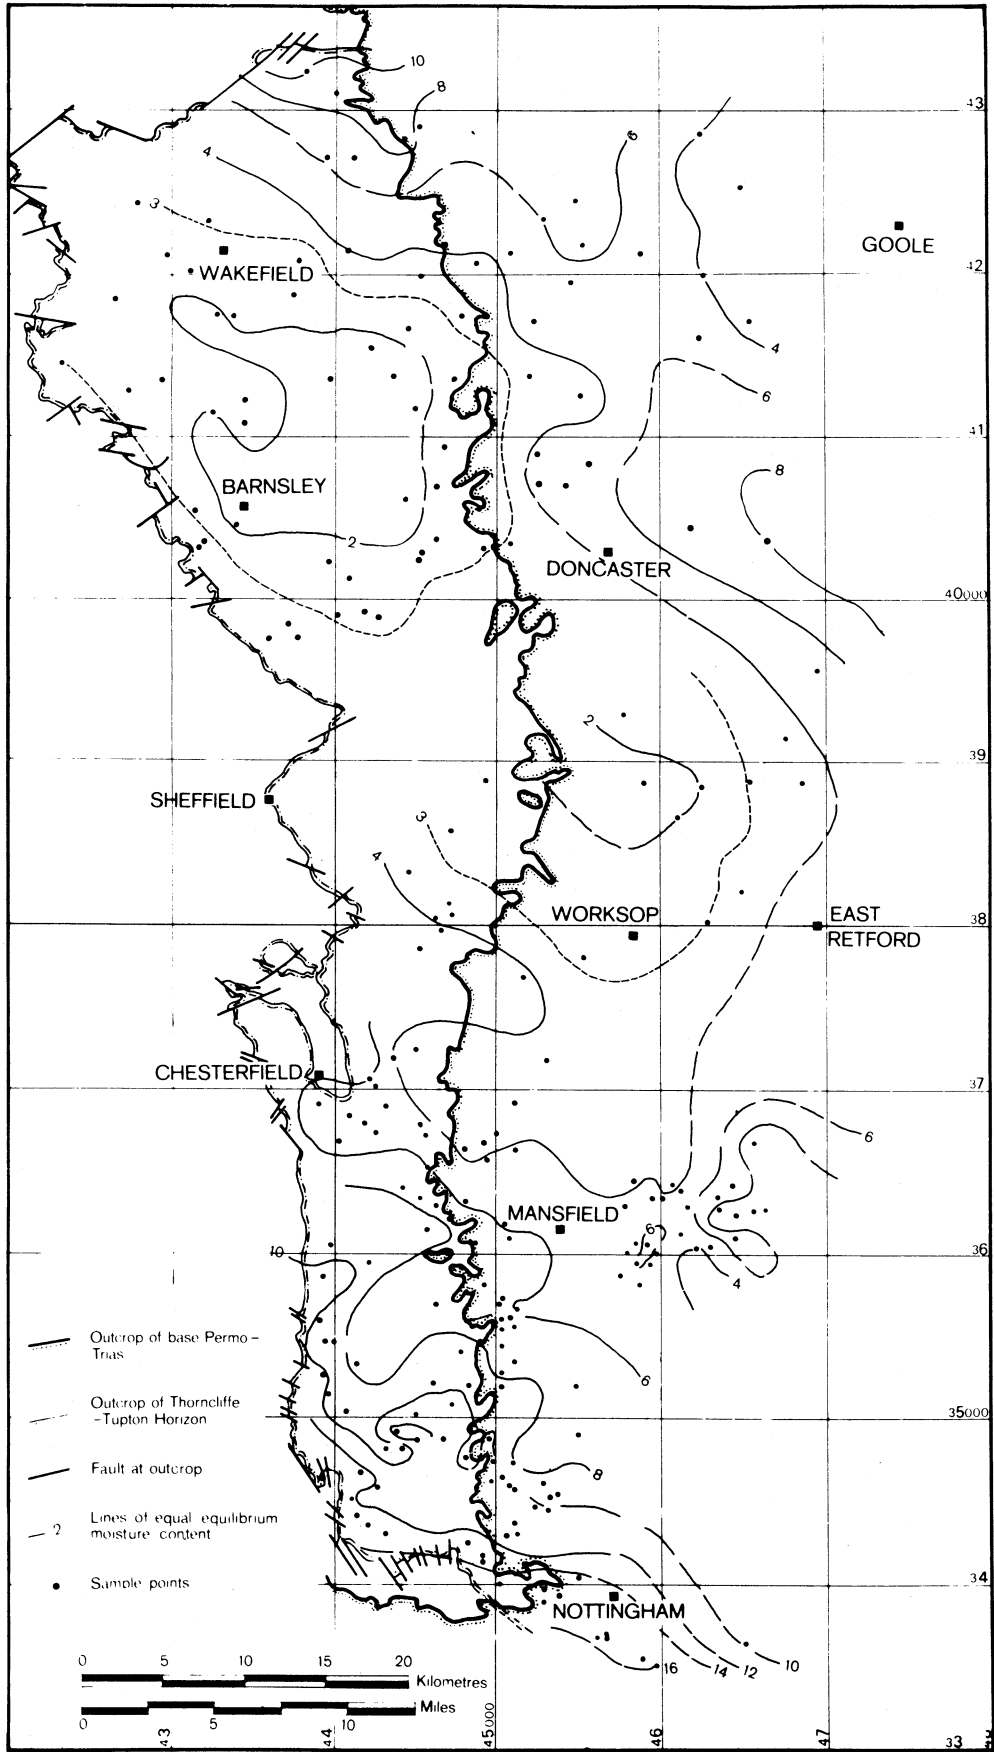 10
8
43
6
4
3
GOOLE
WAKEFIELD
42
4
6
41
8
BARNSLEY
2
DONCASTER
40000
2
39
SHEFFIELD
3
4
WORKSOP
EAST
RETFORD
38
CHESTERFIELD
37
6
MANSFIELD
6
36
10
4
Outcrop of base Permo –
Trias
6
Outcrop of Thorncliffe
–Tupton Horizon
35000
Fault at outcrop
8
2 Lines of equal equilibrium
moisture content
Sample points
34
NOTTINGHAM
16 14 12 10
0 5 10 15 20
Kilometres
Miles
0 5 10
43 44 45000 46 47 33